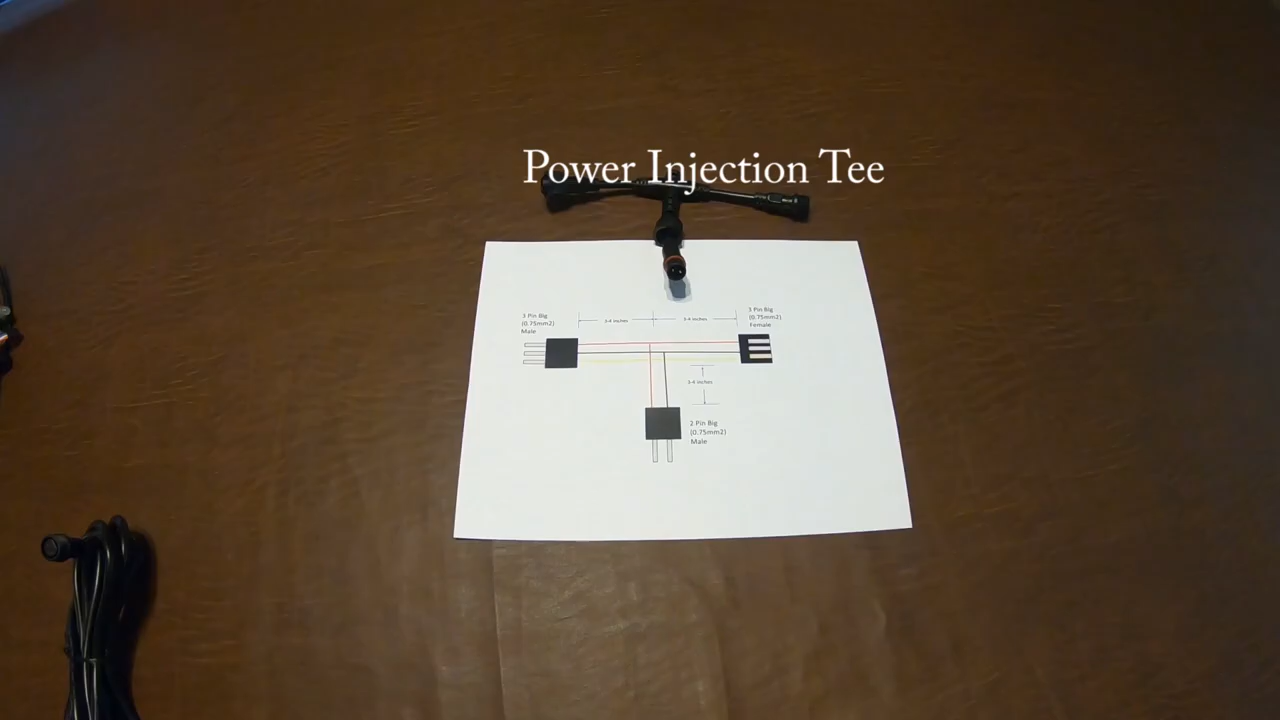 Power Injection Tee
3 Pin Big
(0.75mm2)
Male
3-4 inches
3-4 inches
3 Pin Big
(0.75mm2)
Female
3-4 inches
2-Pin Big
(0.75mm2)
Male